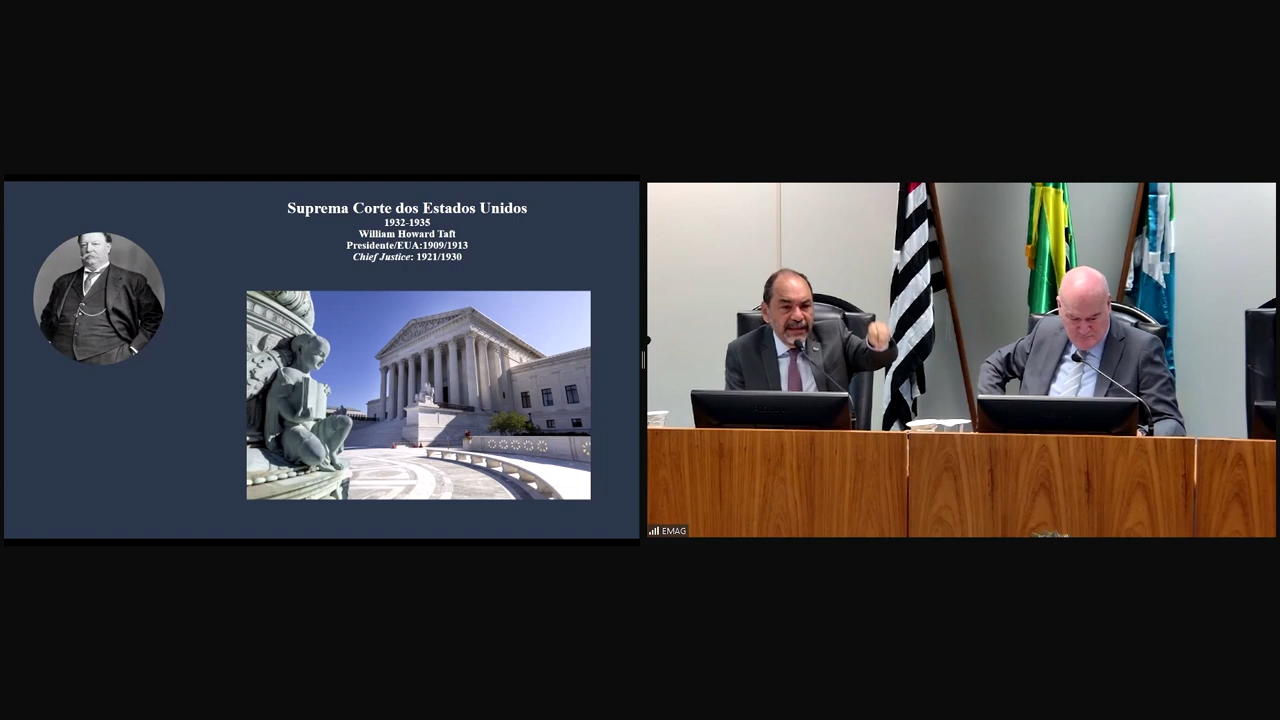 Suprema Corte dos Estados Unidos
1932-1935
William Howard Taft
Presidente/EUA:1909/1913
Chief Justice: 1921/1930
EMAG